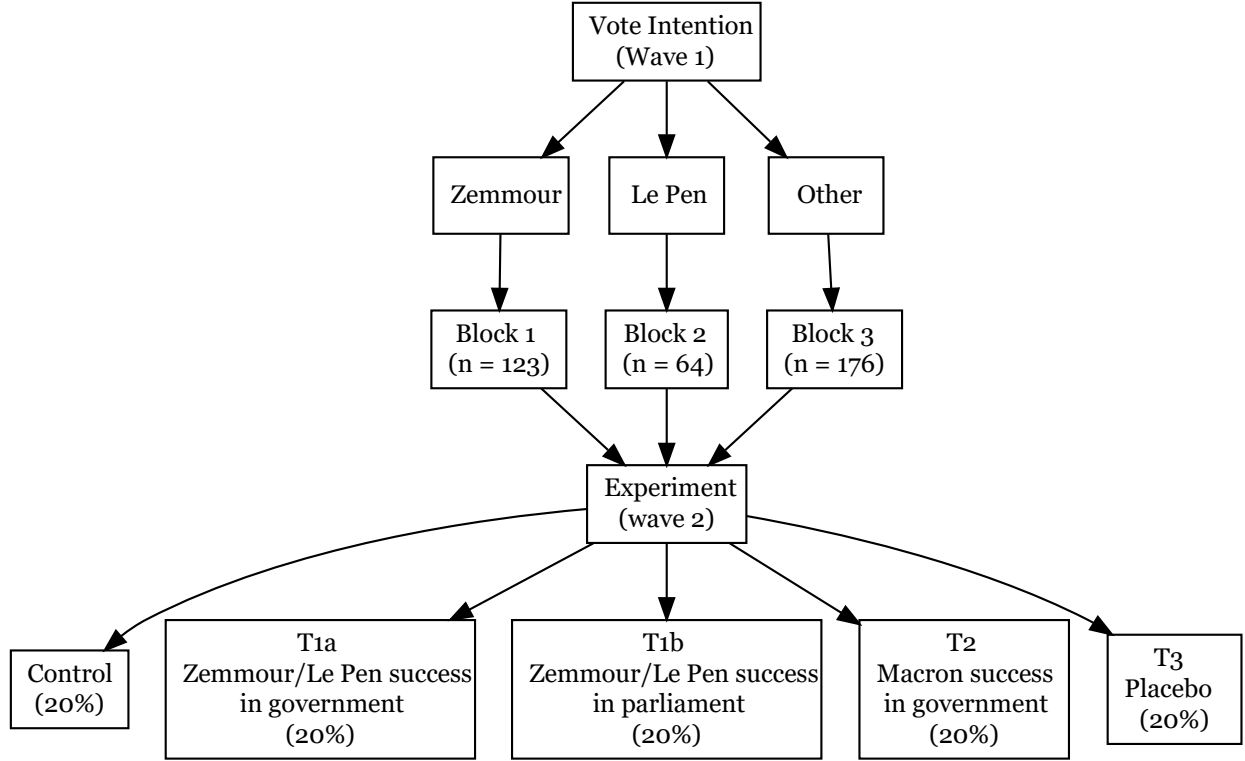 Vote Intention
(Wave 1)
Zemmour
Le Pen
Other
Block 1
(n = 123)
Block 2
(n = 64)
Block 3
(n = 176)
Experiment
(wave 2)
Control
(20%)
T1a
Zemmour/Le Pen success
in government
(20%)
T1b
Zemmour/Le Pen success
in parliament
(20%)
T2
Macron success
in government
(20%)
T3
Placebo
(20%)